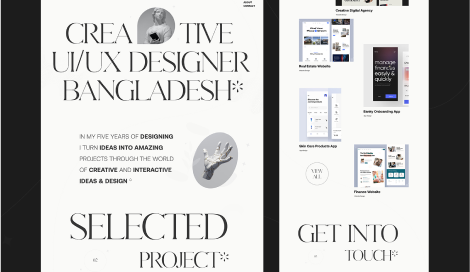 ABOUT
CONTACT
CREA TIVE
UI/UX DESIGNER
BANGLADESH
IN MY FIVE YEARS OF DESIGNING
I TURN IDEAS INTO AMAZING
PROJECTS THROUGH THE WORLD
OF CREATIVE AND INTERACTIVE
IDEAS & DESIGN
SELECTED
PROJECT
Creative Digital Agency
Real Estate Website
manage
finances
easyly &
quickly
Bankly Onboarding App
Skin Care Products App
VIEW
ALL
Finance Website
GET INTO
TOUCH